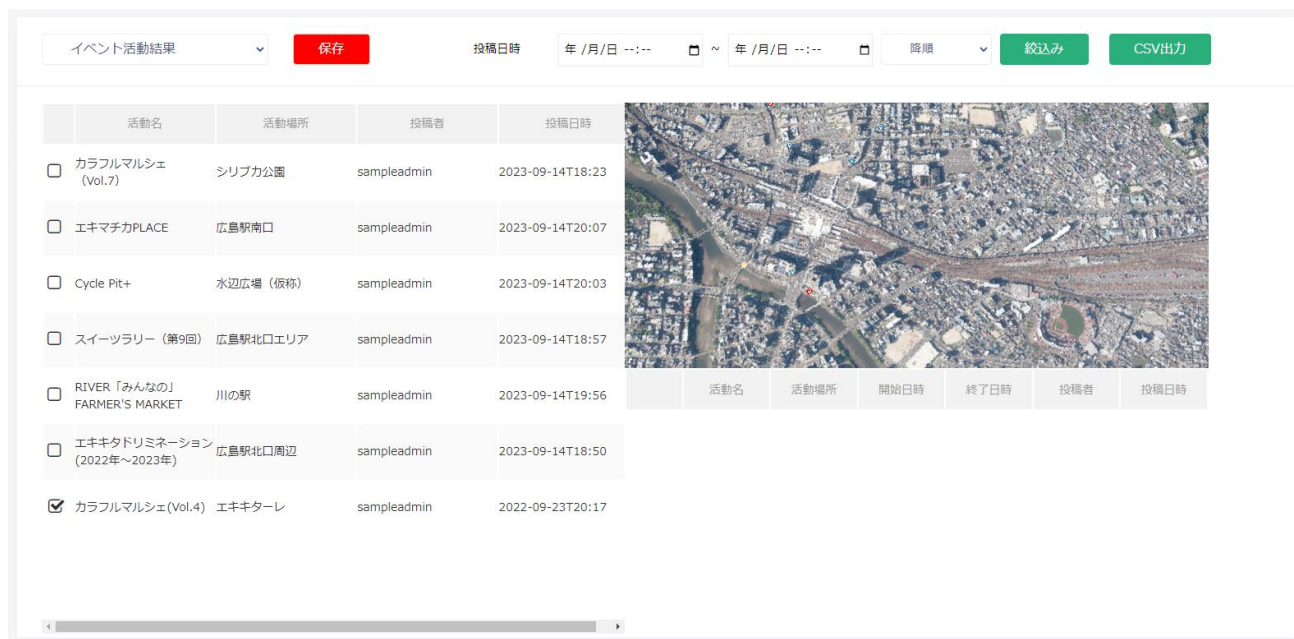 イベント活動結果 保存 投稿日時 年 /月/日 --:-- ~ 年 /月/日 --:-- 降順 絞込み CSV出力
活動名 活動場所 投稿者 投稿日時
カラフルマルシェ
(Vol.7) シリブカ公園 sampleadmin 2023-09-14T18:23
エキマチカPLACE 広島駅南口 sampleadmin 2023-09-14T20:07
Cycle Pit+ 水辺広場（仮称） sampleadmin 2023-09-14T20:03
スイーツラリー（第9回） 広島駅北口エリア sampleadmin 2023-09-14T18:57
RIVER「みんなの」
FARMER'S MARKET 川の駅 sampleadmin 2023-09-14T19:56
エキキタドリミネーション
(2022年～2023年) 広島駅北口周辺 sampleadmin 2023-09-14T18:50
カラフルマルシェ(Vol.4) エキキターレ sampleadmin 2022-09-23T20:17
活動名 活動場所 開始日時 終了日時 投稿者 投稿日時